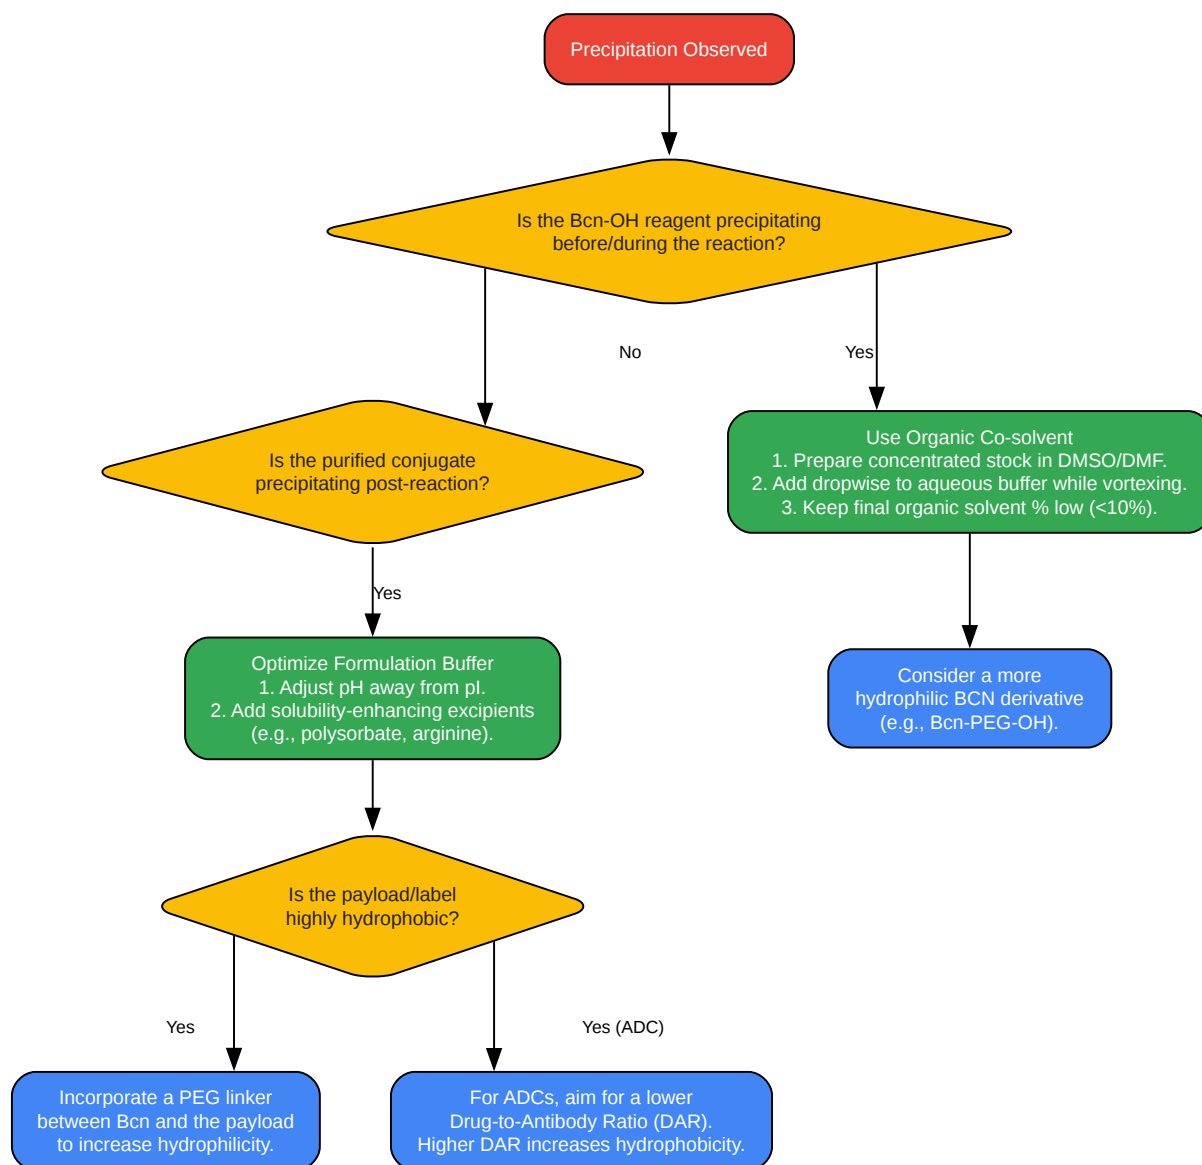 Precipitation Observed
Is the Bcn-OH reagent precipitating
before/during the reaction?
No
Yes
Is the purified conjugate
precipitating post-reaction?
Use Organic Co-solvent
1. Prepare concentrated stock in DMSO/DMF.
2. Add dropwise to aqueous buffer while vortexing.
3. Keep final organic solvent % low (<10%).
Yes
Optimize Formulation Buffer
1. Adjust pH away from pI.
2. Add solubility-enhancing excipients
(e.g., polysorbate, arginine).
Consider a more
hydrophilic BCN derivative
(e.g., Bcn-PEG-OH).
Is the payload/label
highly hydrophobic?
Yes
Yes (ADC)
Incorporate a PEG linker
between Bcn and the payload
to increase hydrophilicity.
For ADCs, aim for a lower
Drug-to-Antibody Ratio (DAR).
Higher DAR increases hydrophobicity.